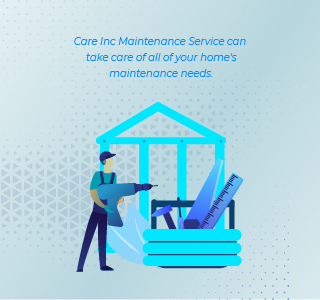 Care Inc Maintenance Service can
take care of all of your home's
maintenance needs.